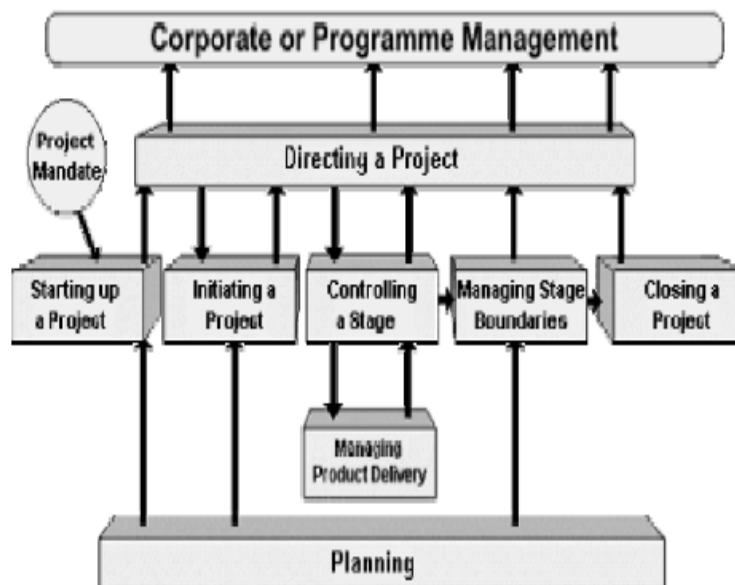 Corporate or Programme Management
Project
Mandate
Directing a Project
Starting up
a Project
Initiating a
Project
Controlling
a Stage
Managing Stage
Boundaries
Closing a
Project
Managing
Product Delivery
Planning